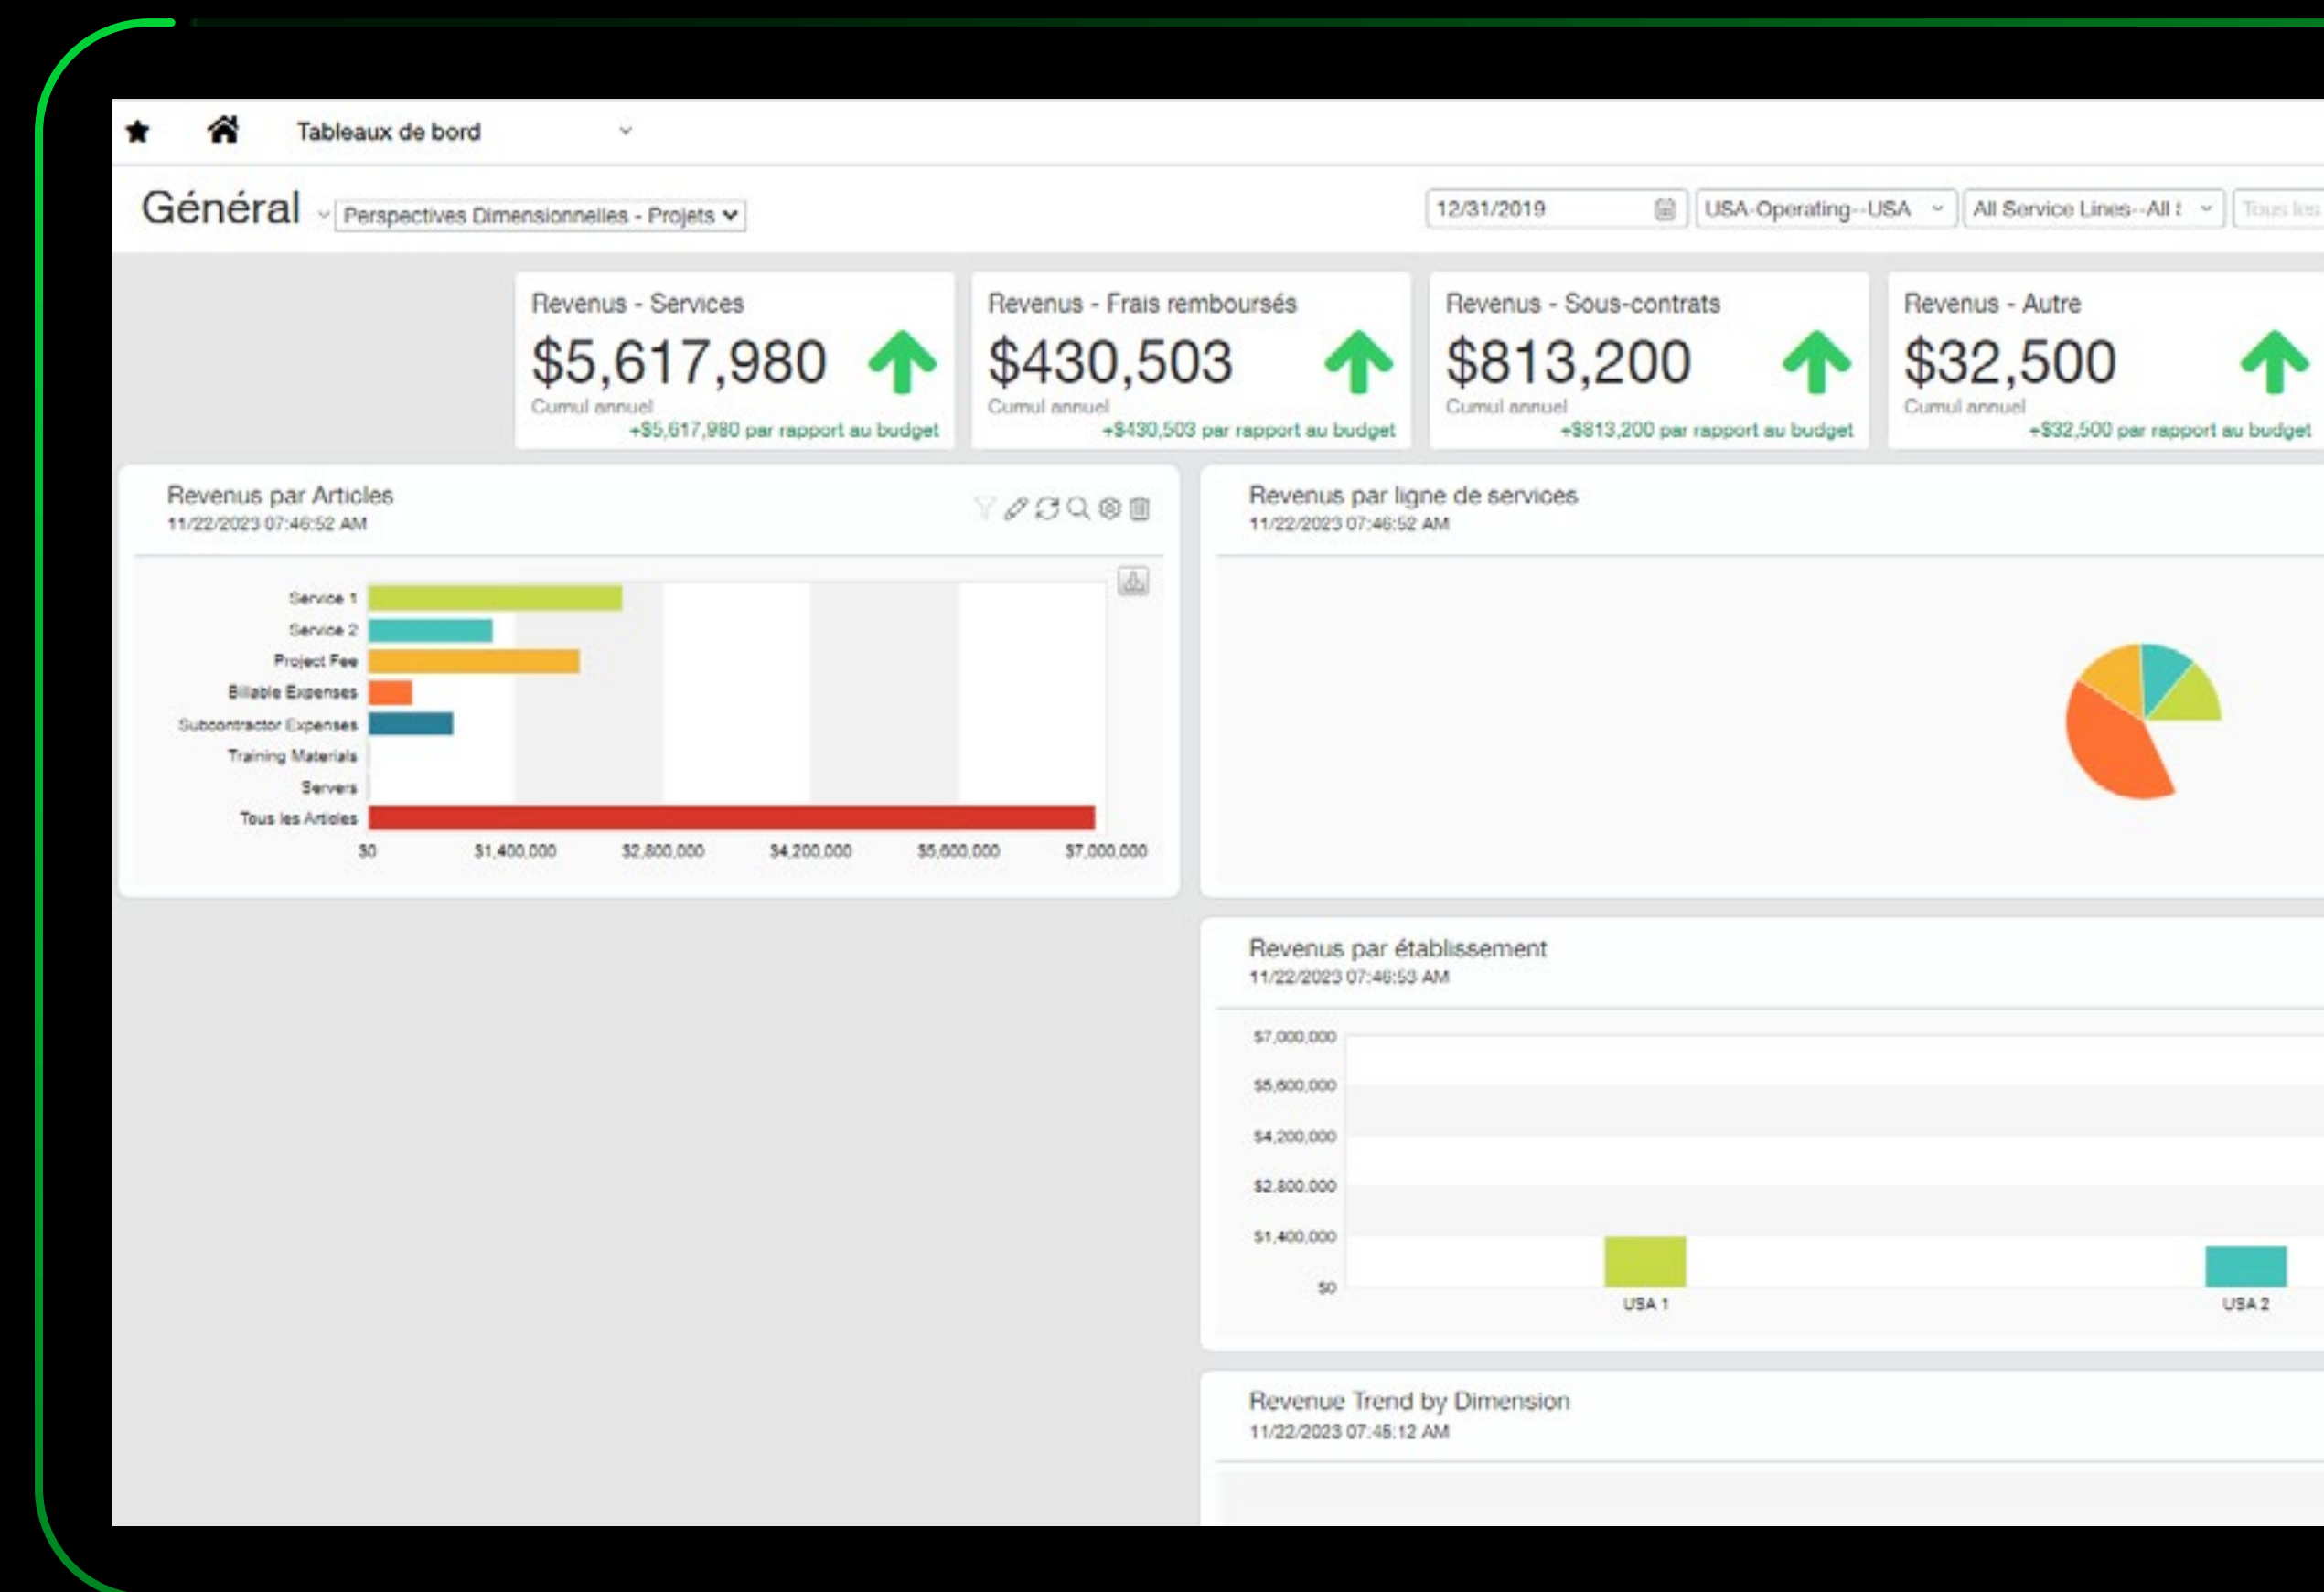 Tableaux de bord
Général
Perspectives Dimensionnelles - Projets
12/31/2019
USA-Operating--USA
All Service Lines--All
Tous les
Revenus - Services
$5,617,980
Cumul annuel
+$5,617,980 par rapport au budget
Revenus - Frais remboursés
$430,503
Cumul annuel
+$430,503 par rapport au budget
Revenus - Sous-contrats
$813,200
Cumul annuel
+$813,200 par rapport au budget
Revenus - Autre
$32,500
Cumul annuel
+$32,500 par rapport au budget
Revenus par Articles
11/22/2023 07:46:52 AM
Service 1
Service 2
Project Fee
Billable Expenses
Subcontractor Expenses
Training Materials
Servers
Tous les Articles
$0 $1,400,000 $2,800,000 $4,200,000 $5,600,000 $7,000,000
Revenus par ligne de services
11/22/2023 07:46:52 AM
Revenus par établissement
11/22/2023 07:46:53 AM
$7,000,000
$5,600,000
$4,200,000
$2,800,000
$1,400,000
$0
USA 1 USA 2
Revenue Trend by Dimension
11/22/2023 07:45:12 AM